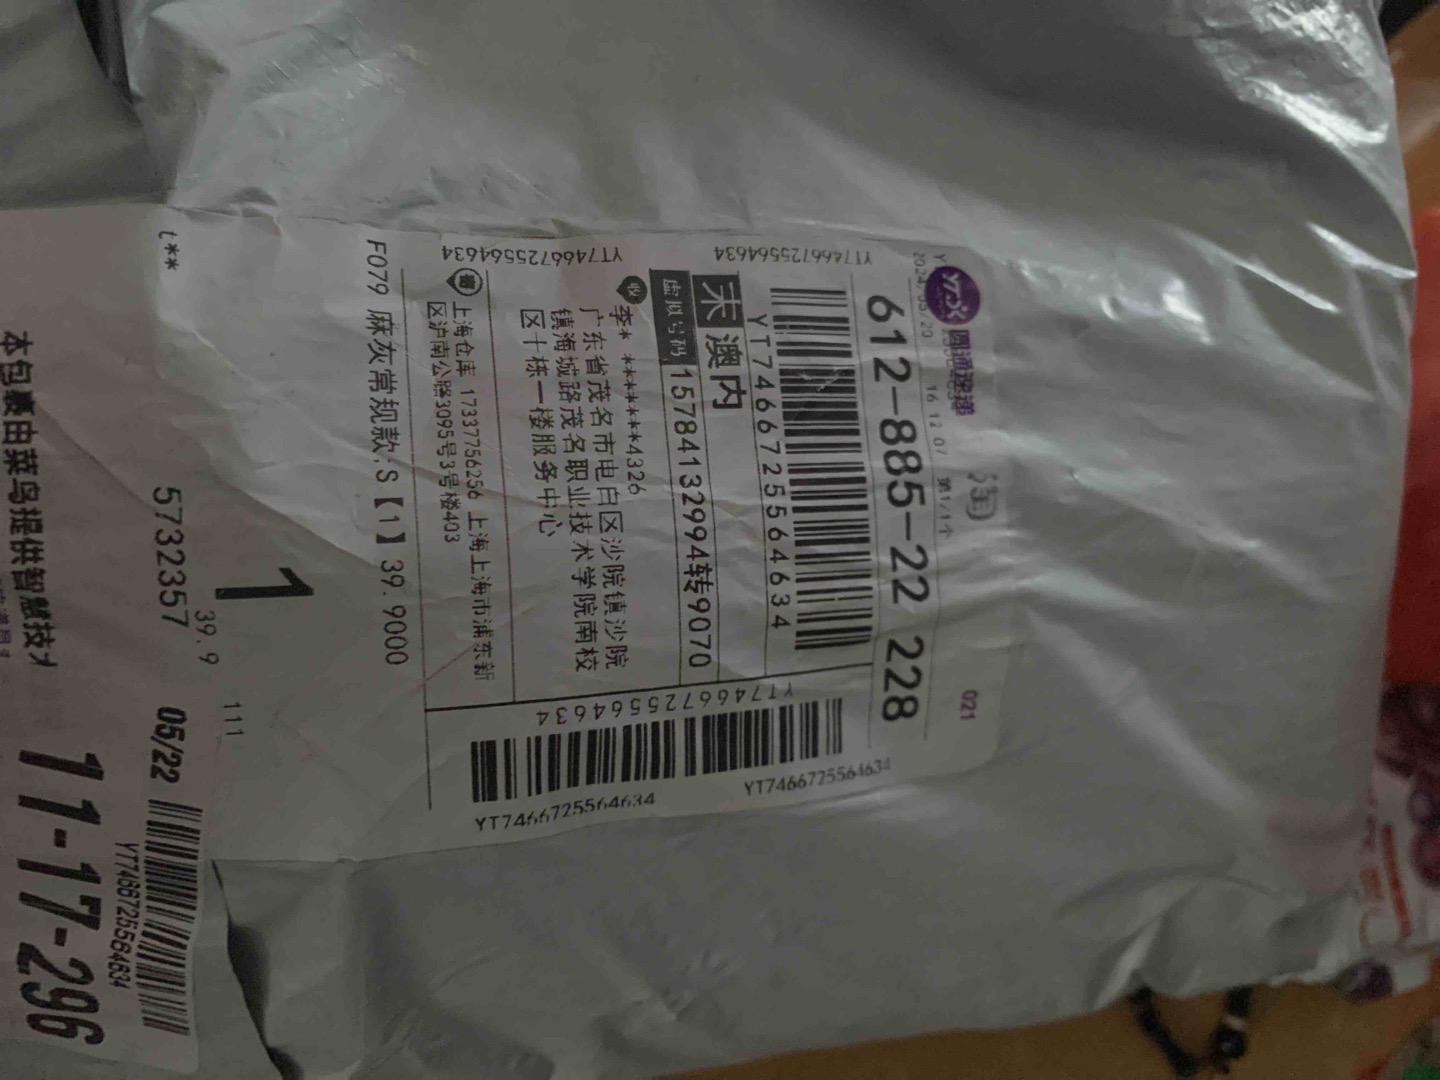 圆通速递
淘
021
2024/05/20
16 12 07
第1/1个
612-885-22 228
YT7466725564634
YT7466725564634
YT7466725564634
末 澳内
虚拟号码 15784132994转9070
YT7466725564634
收 李* *******4326
广东省茂名市电白区沙院镇沙院
镇海城路茂名职业技术学院南校
区十栋一楼服务中心
YT7466725564634
寄 上海仓库 17337756256 上海上海市浦东新
区沪南公路3095号3号楼403
YT7466725564634
YT7466725564634
YT7466725564634
F079 麻灰常规款,S【1】39.9000
1
39.9
111
t**
5732357
05/22
YT7466725564634
11-17-296
本包裹由菜鸟提供智慧技